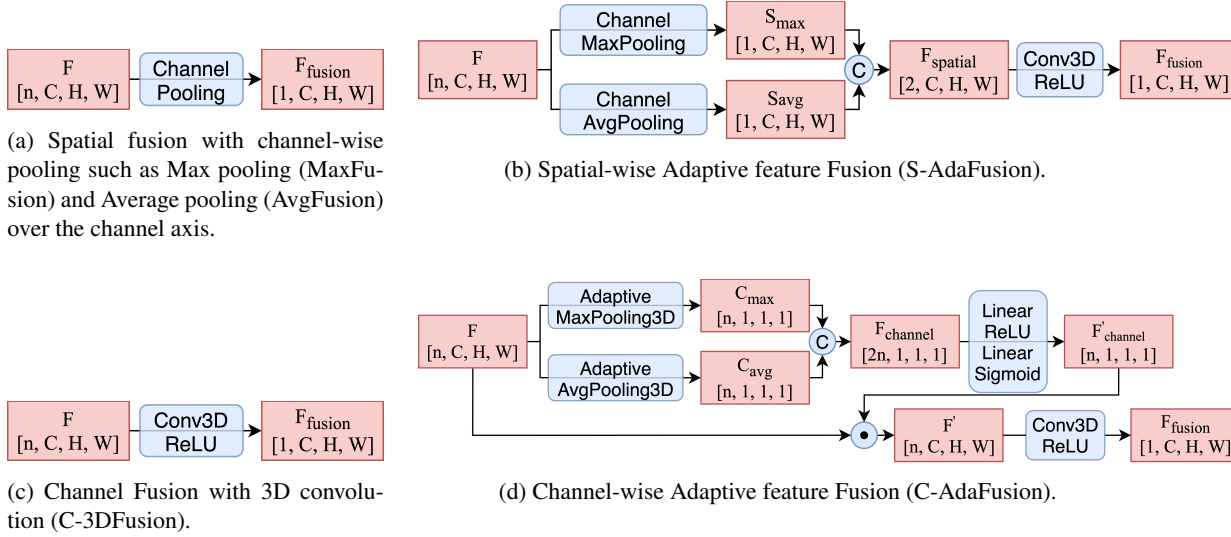 F
[n, C, H, W]
Channel
Pooling
F_fusion
[1, C, H, W]
(a) Spatial fusion with channel-wise
pooling such as Max pooling (MaxFu-
sion) and Average pooling (AvgFusion)
over the channel axis.
F
[n, C, H, W]
Channel
MaxPooling
Channel
AvgPooling
S_max
[1, C, H, W]
S_avg
[1, C, H, W]
C
F_spatial
[2, C, H, W]
Conv3D
ReLU
F_fusion
[1, C, H, W]
(b) Spatial-wise Adaptive feature Fusion (S-AdaFusion).
F
[n, C, H, W]
Conv3D
ReLU
F_fusion
[1, C, H, W]
(c) Channel Fusion with 3D convolu-
tion (C-3DFusion).
F
[n, C, H, W]
Adaptive
MaxPooling3D
Adaptive
AvgPooling3D
C_max
[n, 1, 1, 1]
C_avg
[n, 1, 1, 1]
C
F_channel
[2n, 1, 1, 1]
Linear
ReLU
Linear
Sigmoid
F'_channel
[n, 1, 1, 1]
F'
[n, C, H, W]
Conv3D
ReLU
F_fusion
[1, C, H, W]
(d) Channel-wise Adaptive feature Fusion (C-AdaFusion).